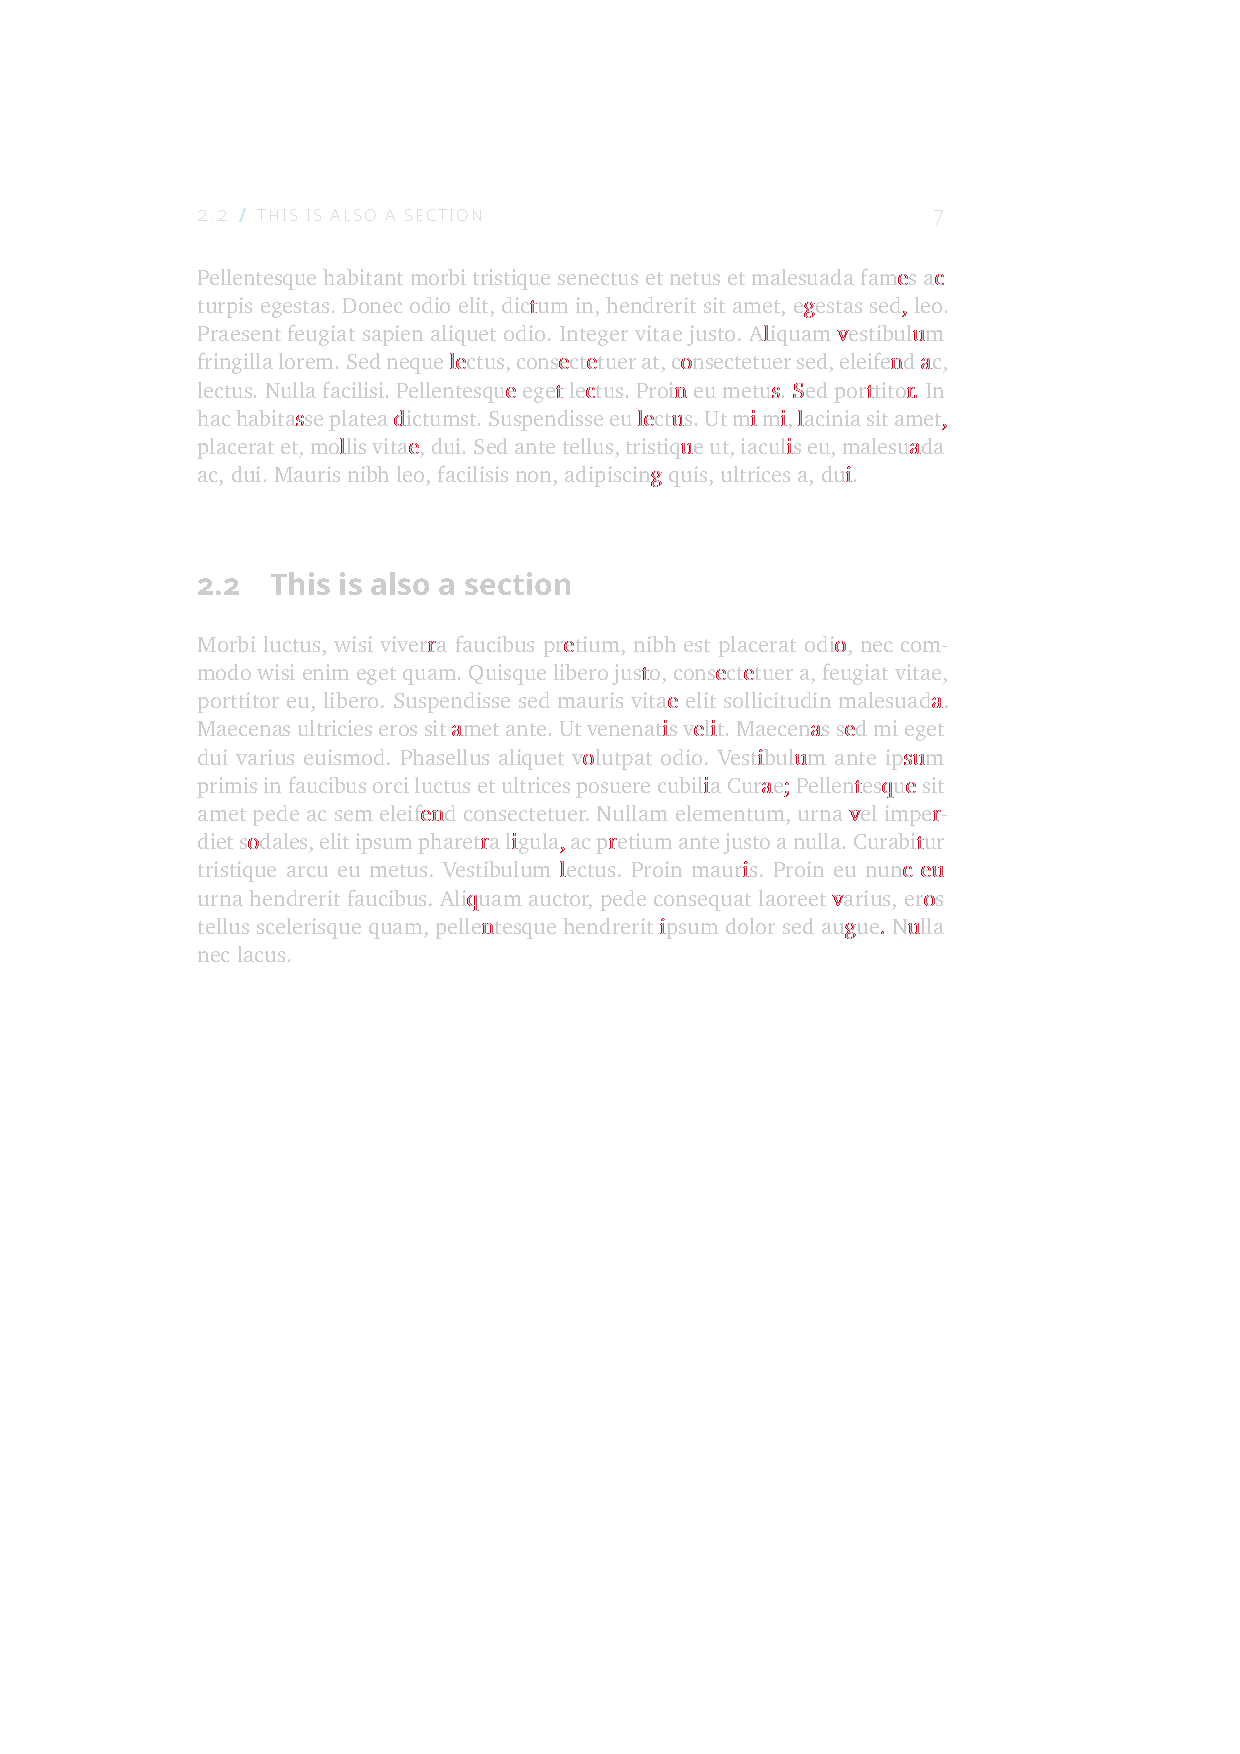 2.2 / THIS IS ALSO A SECTION 7
Pellentesque habitant morbi tristique senectus et netus et malesuada fames ac
turpis egestas. Donec odio elit, dictum in, hendrerit sit amet, egestas sed, leo.
Praesent feugiat sapien aliquet odio. Integer vitae justo. Aliquam vestibulum
fringilla lorem. Sed neque lectus, consectetuer at, consectetuer sed, eleifend ac,
lectus. Nulla facilisi. Pellentesque eget lectus. Proin eu metus. Sed porttitor. In
hac habitasse platea dictumst. Suspendisse eu lectus. Ut mi mi, lacinia sit amet,
placerat et, mollis vitae, dui. Sed ante tellus, tristique ut, iaculis eu, malesuada
ac, dui. Mauris nibh leo, facilisis non, adipiscing quis, ultrices a, dui.
2.2 This is also a section
Morbi luctus, wisi viverra faucibus pretium, nibh est placerat odio, nec com-
modo wisi enim eget quam. Quisque libero justo, consectetuer a, feugiat vitae,
porttitor eu, libero. Suspendisse sed mauris vitae elit sollicitudin malesuada.
Maecenas ultricies eros sit amet ante. Ut venenatis velit. Maecenas sed mi eget
dui varius euismod. Phasellus aliquet volutpat odio. Vestibulum ante ipsum
primis in faucibus orci luctus et ultrices posuere cubilia Curae; Pellentesque sit
amet pede ac sem eleifend consectetuer. Nullam elementum, urna vel imper-
diet sodales, elit ipsum pharetra ligula, ac pretium ante justo a nulla. Curabitur
tristique arcu eu metus. Vestibulum lectus. Proin mauris. Proin eu nunc eu
urna hendrerit faucibus. Aliquam auctor, pede consequat laoreet varius, eros
tellus scelerisque quam, pellentesque hendrerit ipsum dolor sed augue. Nulla
nec lacus.